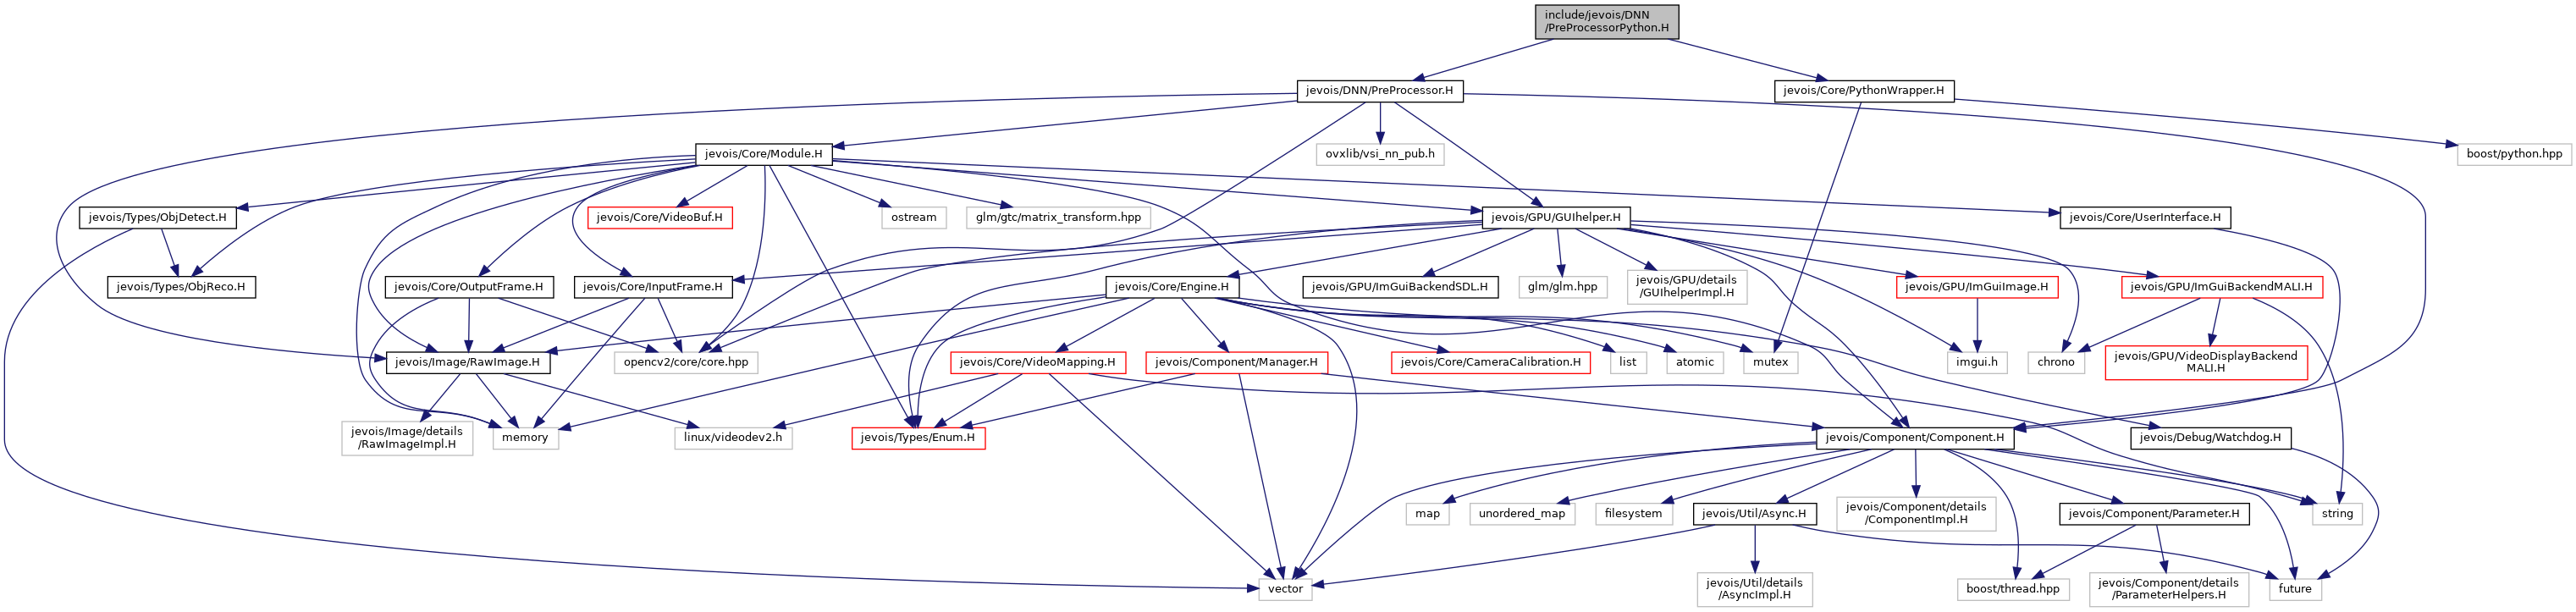 include/jevois/DNN
/PreProcessorPython.H
jevois/DNN/PreProcessor.H
jevois/Core/PythonWrapper.H
jevois/Core/Module.H
ovxlib/vsi_nn_pub.h
boost/python.hpp
jevois/Types/ObjDetect.H
jevois/Core/VideoBuf.H
ostream
glm/gtc/matrix_transform.hpp
jevois/GPU/GUIhelper.H
jevois/Core/UserInterface.H
jevois/Types/ObjReco.H
jevois/Core/OutputFrame.H
jevois/Core/InputFrame.H
jevois/Core/Engine.H
jevois/GPU/ImGuiBackendSDL.H
glm/glm.hpp
jevois/GPU/details
/GUIhelperImpl.H
jevois/GPU/ImGuiImage.H
jevois/GPU/ImGuiBackendMALI.H
jevois/Image/RawImage.H
opencv2/core/core.hpp
jevois/Core/VideoMapping.H
jevois/Component/Manager.H
jevois/Core/CameraCalibration.H
list
atomic
mutex
imgui.h
chrono
jevois/GPU/VideoDisplayBackend
MALI.H
jevois/Image/details
/RawImageImpl.H
memory
linux/videodev2.h
jevois/Types/Enum.H
jevois/Component/Component.H
jevois/Debug/Watchdog.H
map
unordered_map
filesystem
jevois/Util/Async.H
jevois/Component/details
/ComponentImpl.H
jevois/Component/Parameter.H
string
vector
jevois/Util/details
/AsyncImpl.H
boost/thread.hpp
jevois/Component/details
/ParameterHelpers.H
future